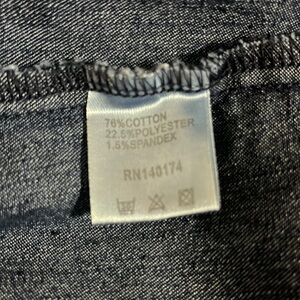 76%COTTON
22.5%POLYESTER
1.5%SPANDEX
RN140174